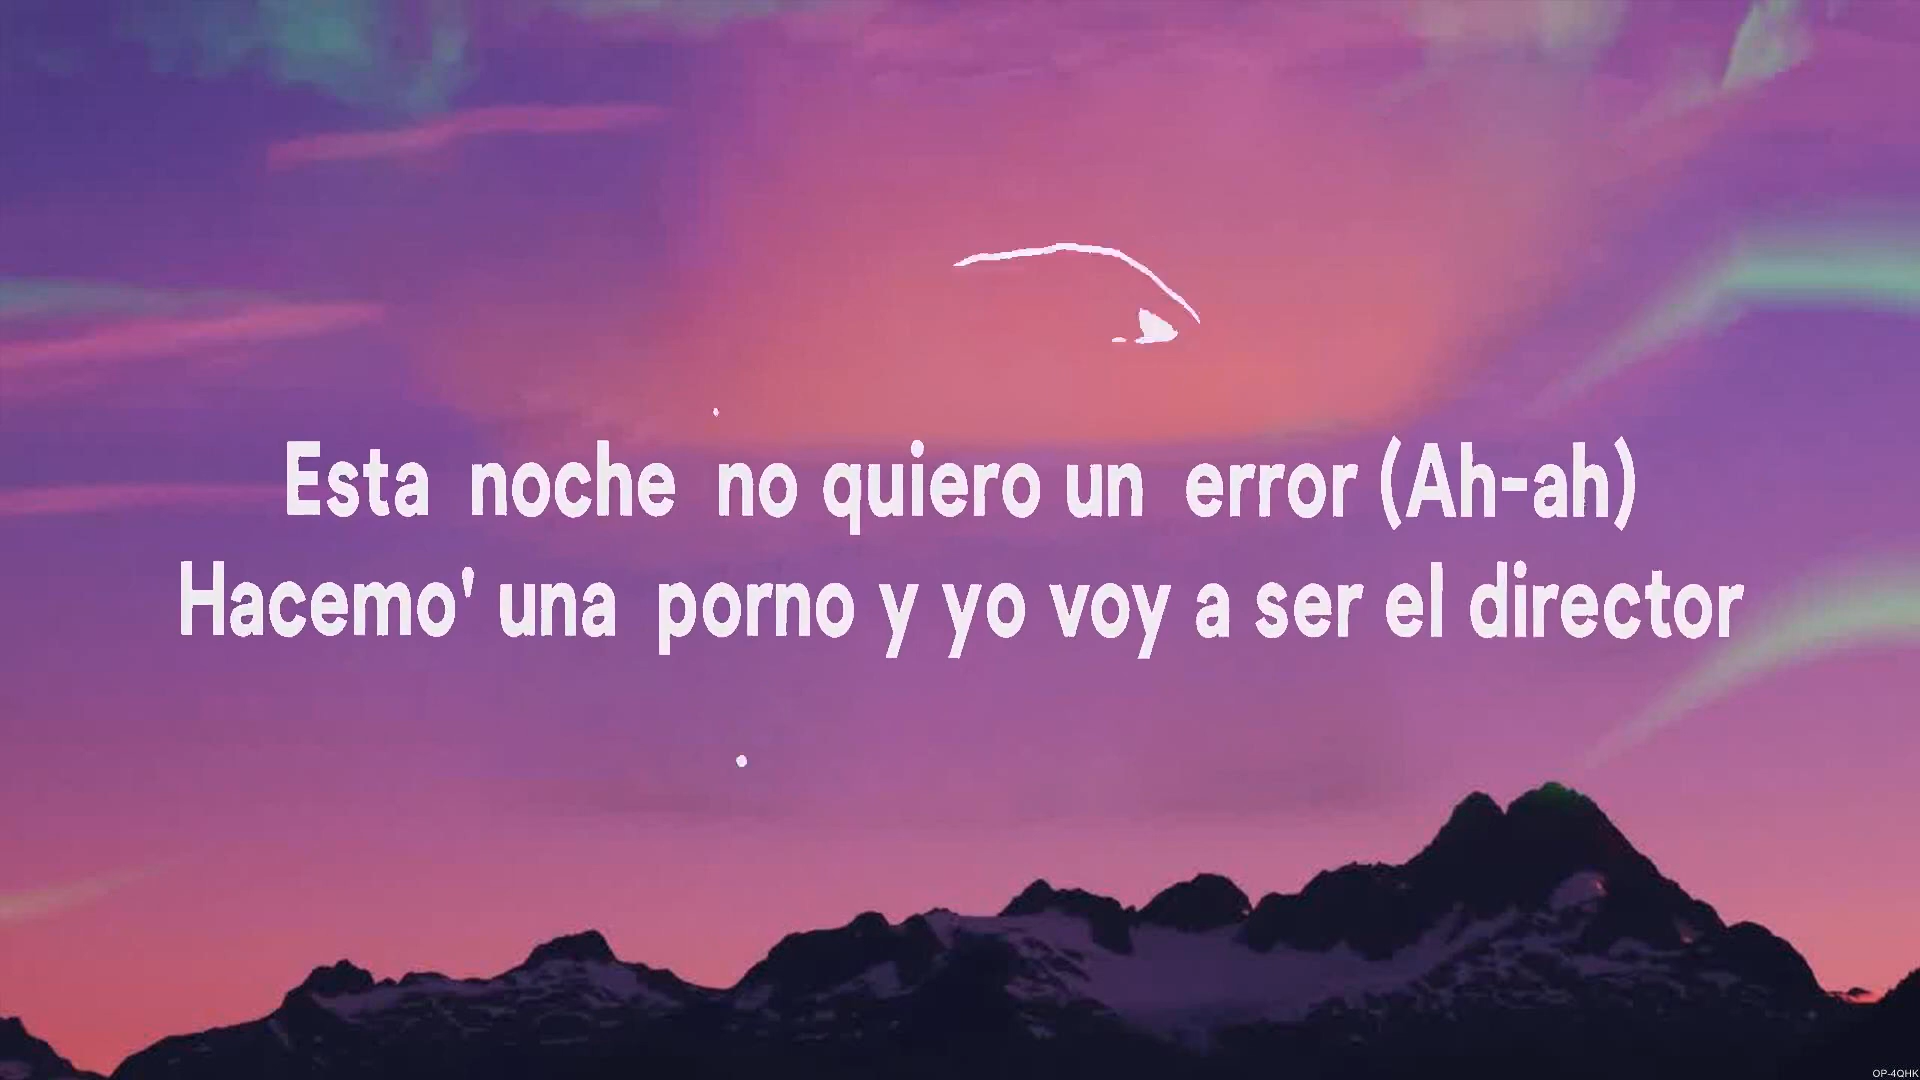 Esta noche no quiero un error (Ah-ah)
Hacemo' una porno y yo voy a ser el director
OP-4QHK